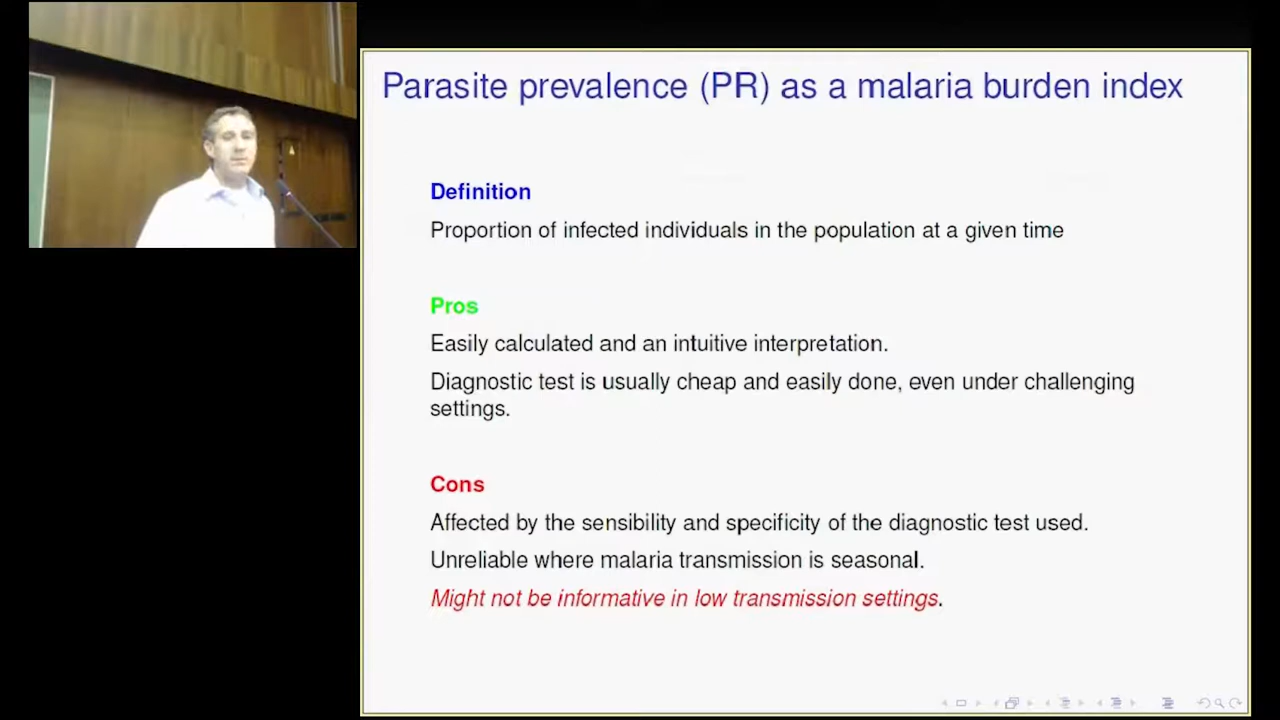 Parasite prevalence (PR) as a malaria burden index
Definition
Proportion of infected individuals in the population at a given time
Pros
Easily calculated and an intuitive interpretation.
Diagnostic test is usually cheap and easily done, even under challenging
settings.
Cons
Affected by the sensibility and specificity of the diagnostic test used.
Unreliable where malaria transmission is seasonal.
Might not be informative in low transmission settings.